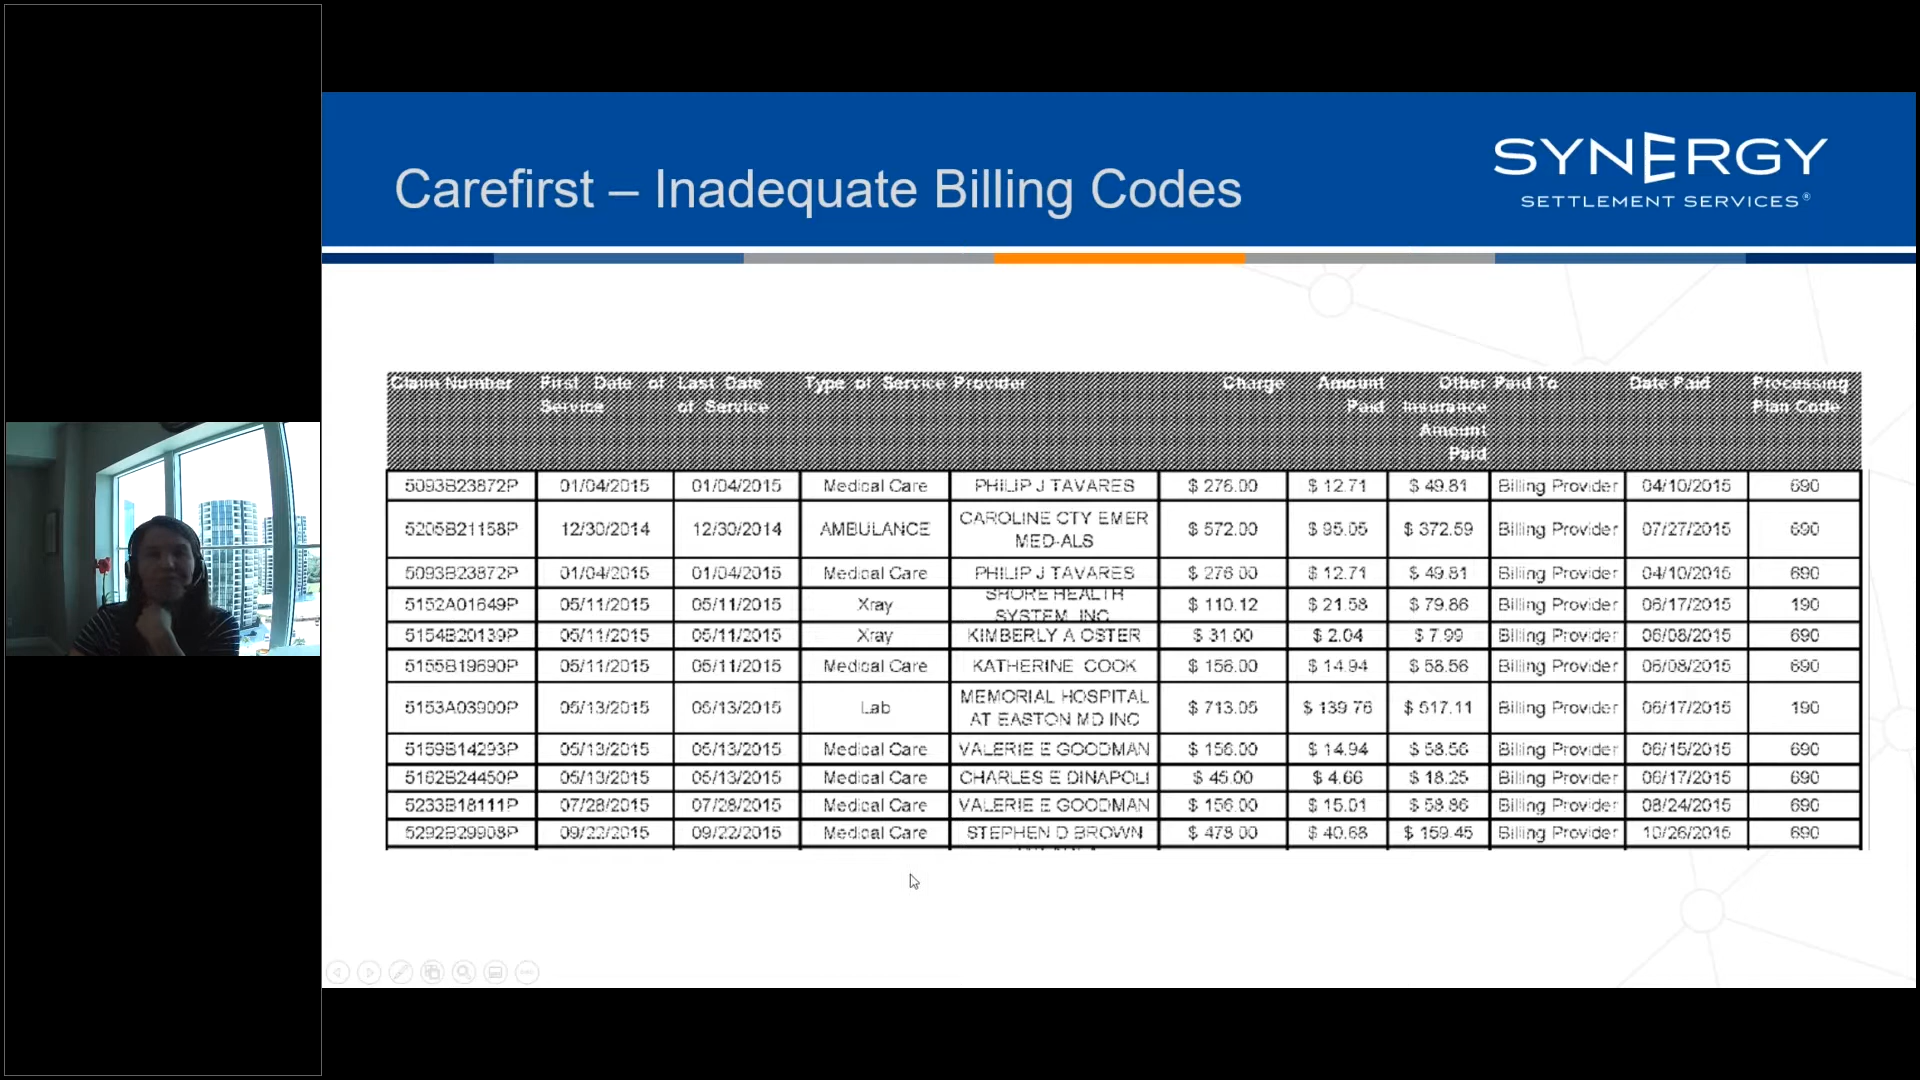 Carefirst – Inadequate Billing Codes
SYNERGY
SETTLEMENT SERVICES®
Claim Number First Date of Service Last Date of Service Type of Service Provider Charge Amount Paid Other Insurance Amount Paid Paid To Date Paid Processing Plan Code
5093B23872P 01/04/2015 01/04/2015 Medical Care PHILIP J TAVARES $ 276.00 $ 12.71 $ 49.81 Billing Provider 04/10/2015 690
5205B21158P 12/30/2014 12/30/2014 AMBULANCE CAROLINE CTY EMER MED-ALS $ 572.00 $ 95.05 $ 372.59 Billing Provider 07/27/2015 690
5093B23872P 01/04/2015 01/04/2015 Medical Care PHILIP J TAVARES $ 276.00 $ 12.71 $ 49.81 Billing Provider 04/10/2015 690
5152A01649P 05/11/2015 05/11/2015 Xray SHORE HEALTH SYSTEM INC $ 110.12 $ 21.58 $ 79.86 Billing Provider 06/17/2015 190
5154B20139P 05/11/2015 05/11/2015 Xray KIMBERLY A OSTER $ 31.00 $ 2.04 $ 7.99 Billing Provider 06/08/2015 690
5155B19690P 05/11/2015 05/11/2015 Medical Care KATHERINE COOK $ 156.00 $ 14.94 $ 58.56 Billing Provider 06/08/2015 690
5153A03900P 05/13/2015 05/13/2015 Lab MEMORIAL HOSPITAL AT EASTON MD INC $ 713.05 $ 139.76 $ 517.11 Billing Provider 06/17/2015 190
5159B14293P 05/13/2015 05/13/2015 Medical Care VALERIE E GOODMAN $ 156.00 $ 14.94 $ 58.56 Billing Provider 06/15/2015 690
5162B24450P 05/13/2015 05/13/2015 Medical Care CHARLES E DINAPOLI $ 45.00 $ 4.66 $ 18.25 Billing Provider 06/17/2015 690
5233B18111P 07/28/2015 07/28/2015 Medical Care VALERIE E GOODMAN $ 156.00 $ 15.01 $ 58.86 Billing Provider 08/24/2015 690
5292B29908P 09/22/2015 09/22/2015 Medical Care STEPHEN D BROWN $ 478.00 $ 40.68 $ 159.45 Billing Provider 10/26/2015 690